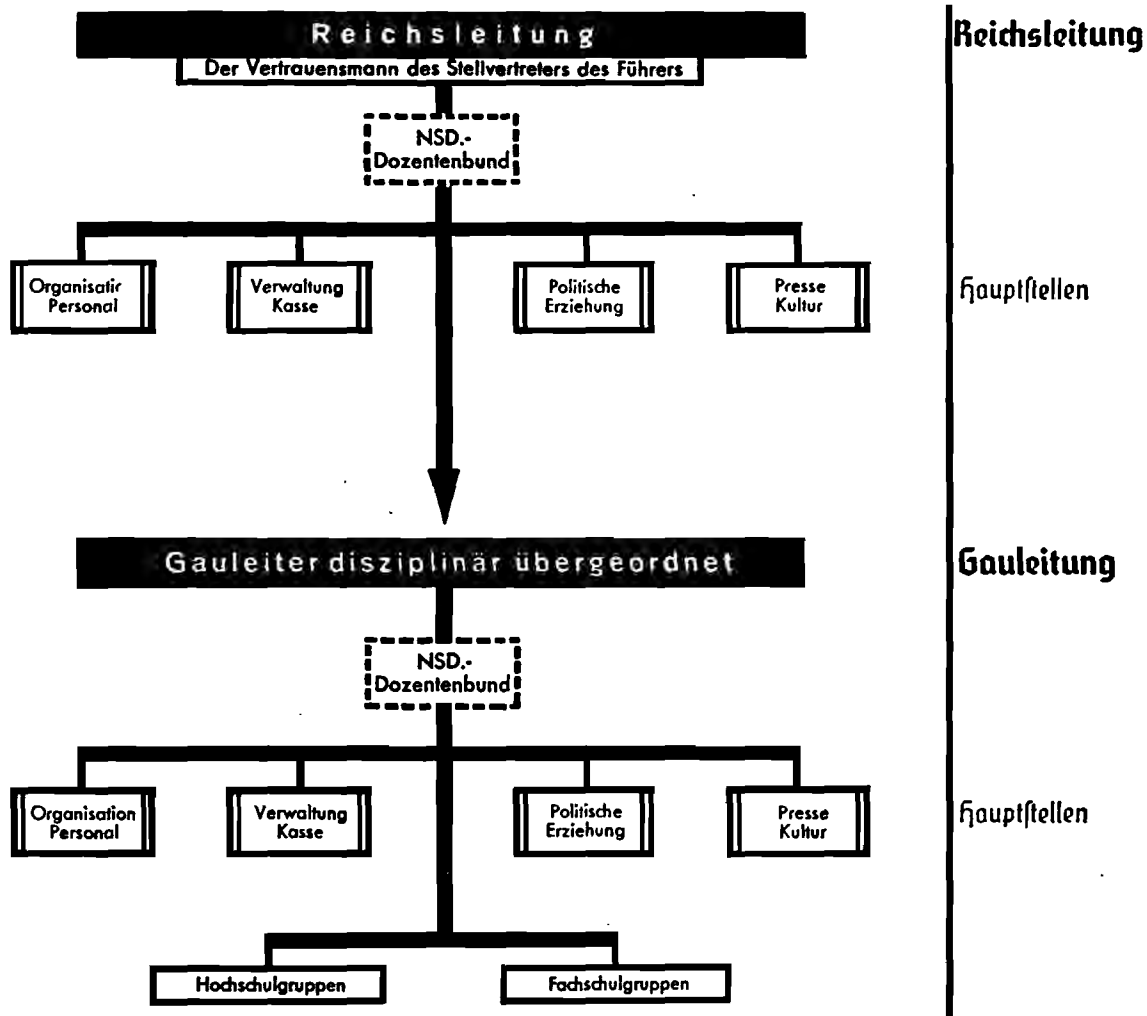 Reichsleitung
Reichsleitung
Der Vertrauensmann des Stellvertreters des Führers
NSD.-
Dozentenbund
Organisatir
Personal
Verwaltung
Kasse
Politische
Erziehung
Presse
Kultur
Hauptſtellen
Gauleiter disziplinär übergeordnet
Gauleitung
NSD.-
Dozentenbund
Organisation
Personal
Verwaltung
Kasse
Politische
Erziehung
Presse
Kultur
Hauptſtellen
Hochschulgruppen
Fachschulgruppen